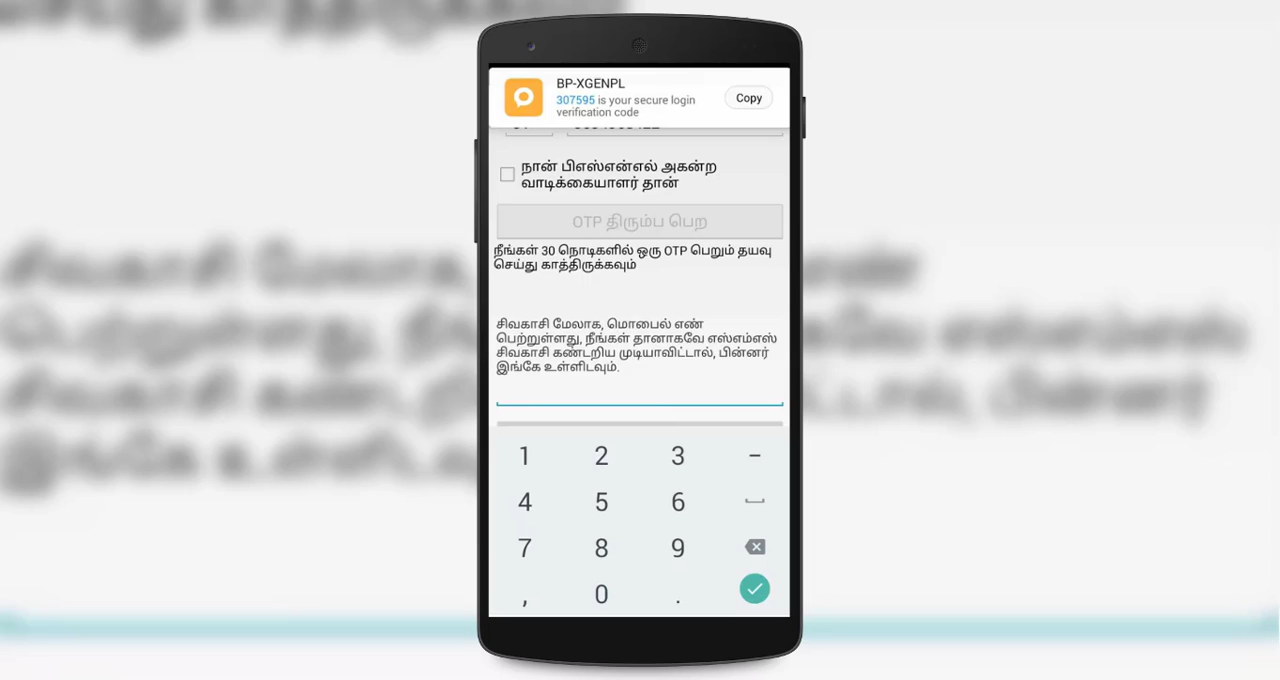 BP-XGENPL
307595 is your secure login
verification code
Copy
நான் பிஎஸ்என்எல் அகன்ற
வாடிக்கையாளர் தான்
OTP திரும்ப பெற
நீங்கள் 30 நொடிகளில் ஒரு OTP பெறும் தயவு
செய்து காத்திருக்கவும்
சிவகாசி மேலாக, மொபைல் எண்
பெற்றுள்ளது, நீங்கள் தானாகவே எஸ்எம்எஸ்
சிவகாசி கண்டறிய முடியாவிட்டால், பின்னர்
இங்கே உள்ளிடவும்.
1 2 3 –
4 5 6
7 8 9
, 0 .